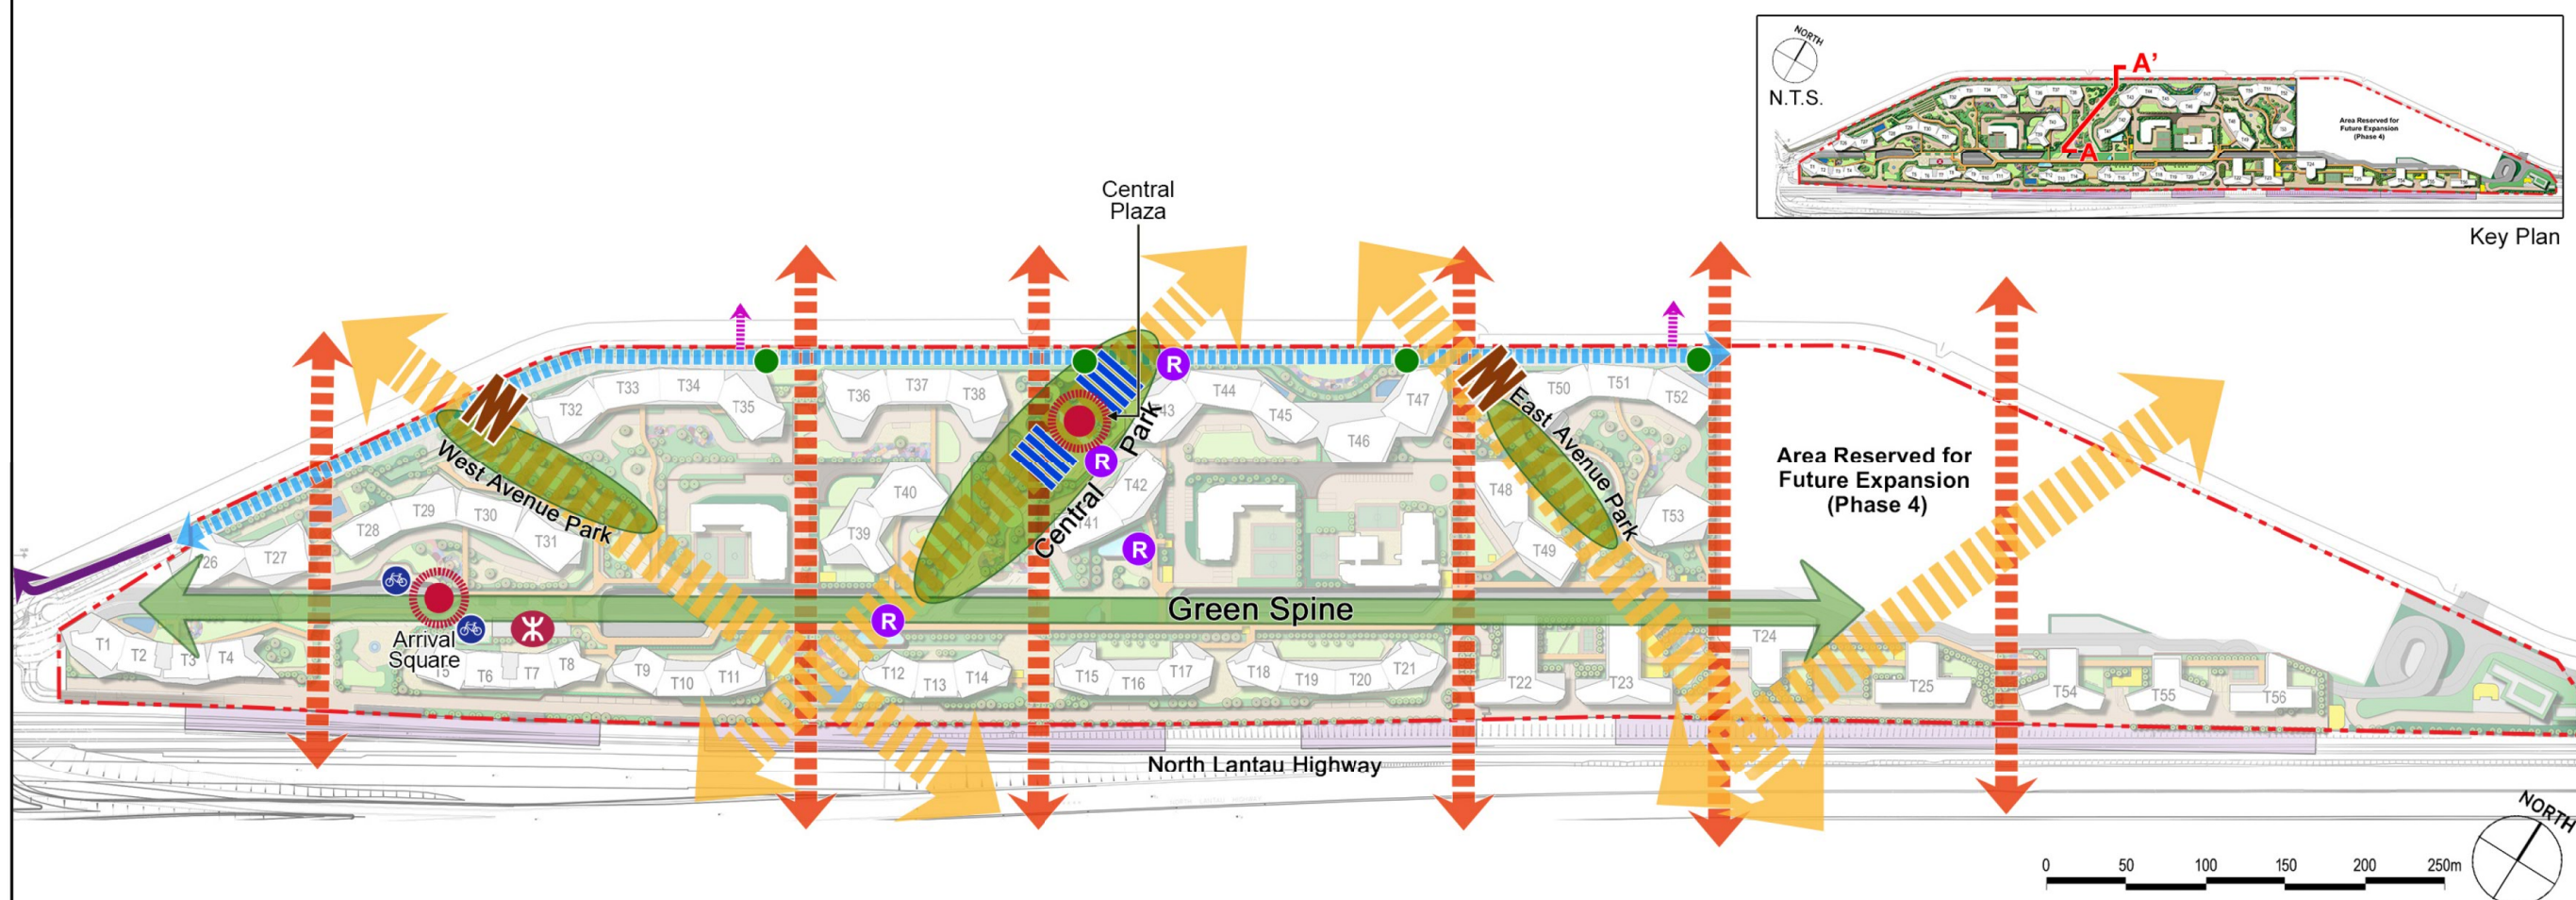 NORTH
N.T.S.
A'
A
Area Reserved for
Future Expansion
(Phase 4)
Key Plan
Central
Plaza
R
T32
T33
T34
T35
T36
T37
T38
T43
T44
T45
T46
T47
T50
T51
T52
West Avenue Park
Central Park
East Avenue Park
R
T28
T29
T30
T31
T39
T40
T41
T42
T48
T49
T53
Area Reserved for
Future Expansion
(Phase 4)
R
T26
T27
Arrival
Square
R
Green Spine
T1
T2
T3
T4
T5
T6
T7
T8
T9
T10
T11
T12
T13
T14
T15
T16
T17
T18
T19
T20
T21
T22
T23
T24
T25
T54
T55
T56
North Lantau Highway
NORTH
0 50 100 150 200 250m